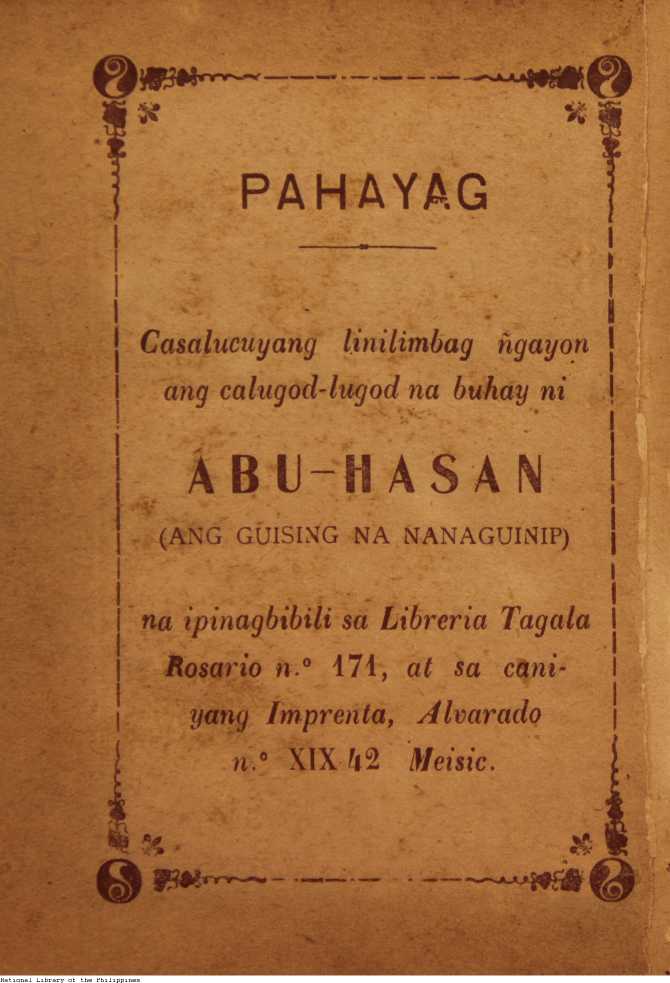 PAHAYAG
Casalucuyang linilimbag ñgayon
ang calugod-lugod na buhay ni
ABU-HASAN
(ANG GUISING NA NANAGUINIP)
na ipinagbibili sa Libreria Tagala
Rosario n.º 171, at sa cani-
yang Imprenta, Alvarado
n.º XIX 42 Meisic.
National Library of the Philippines